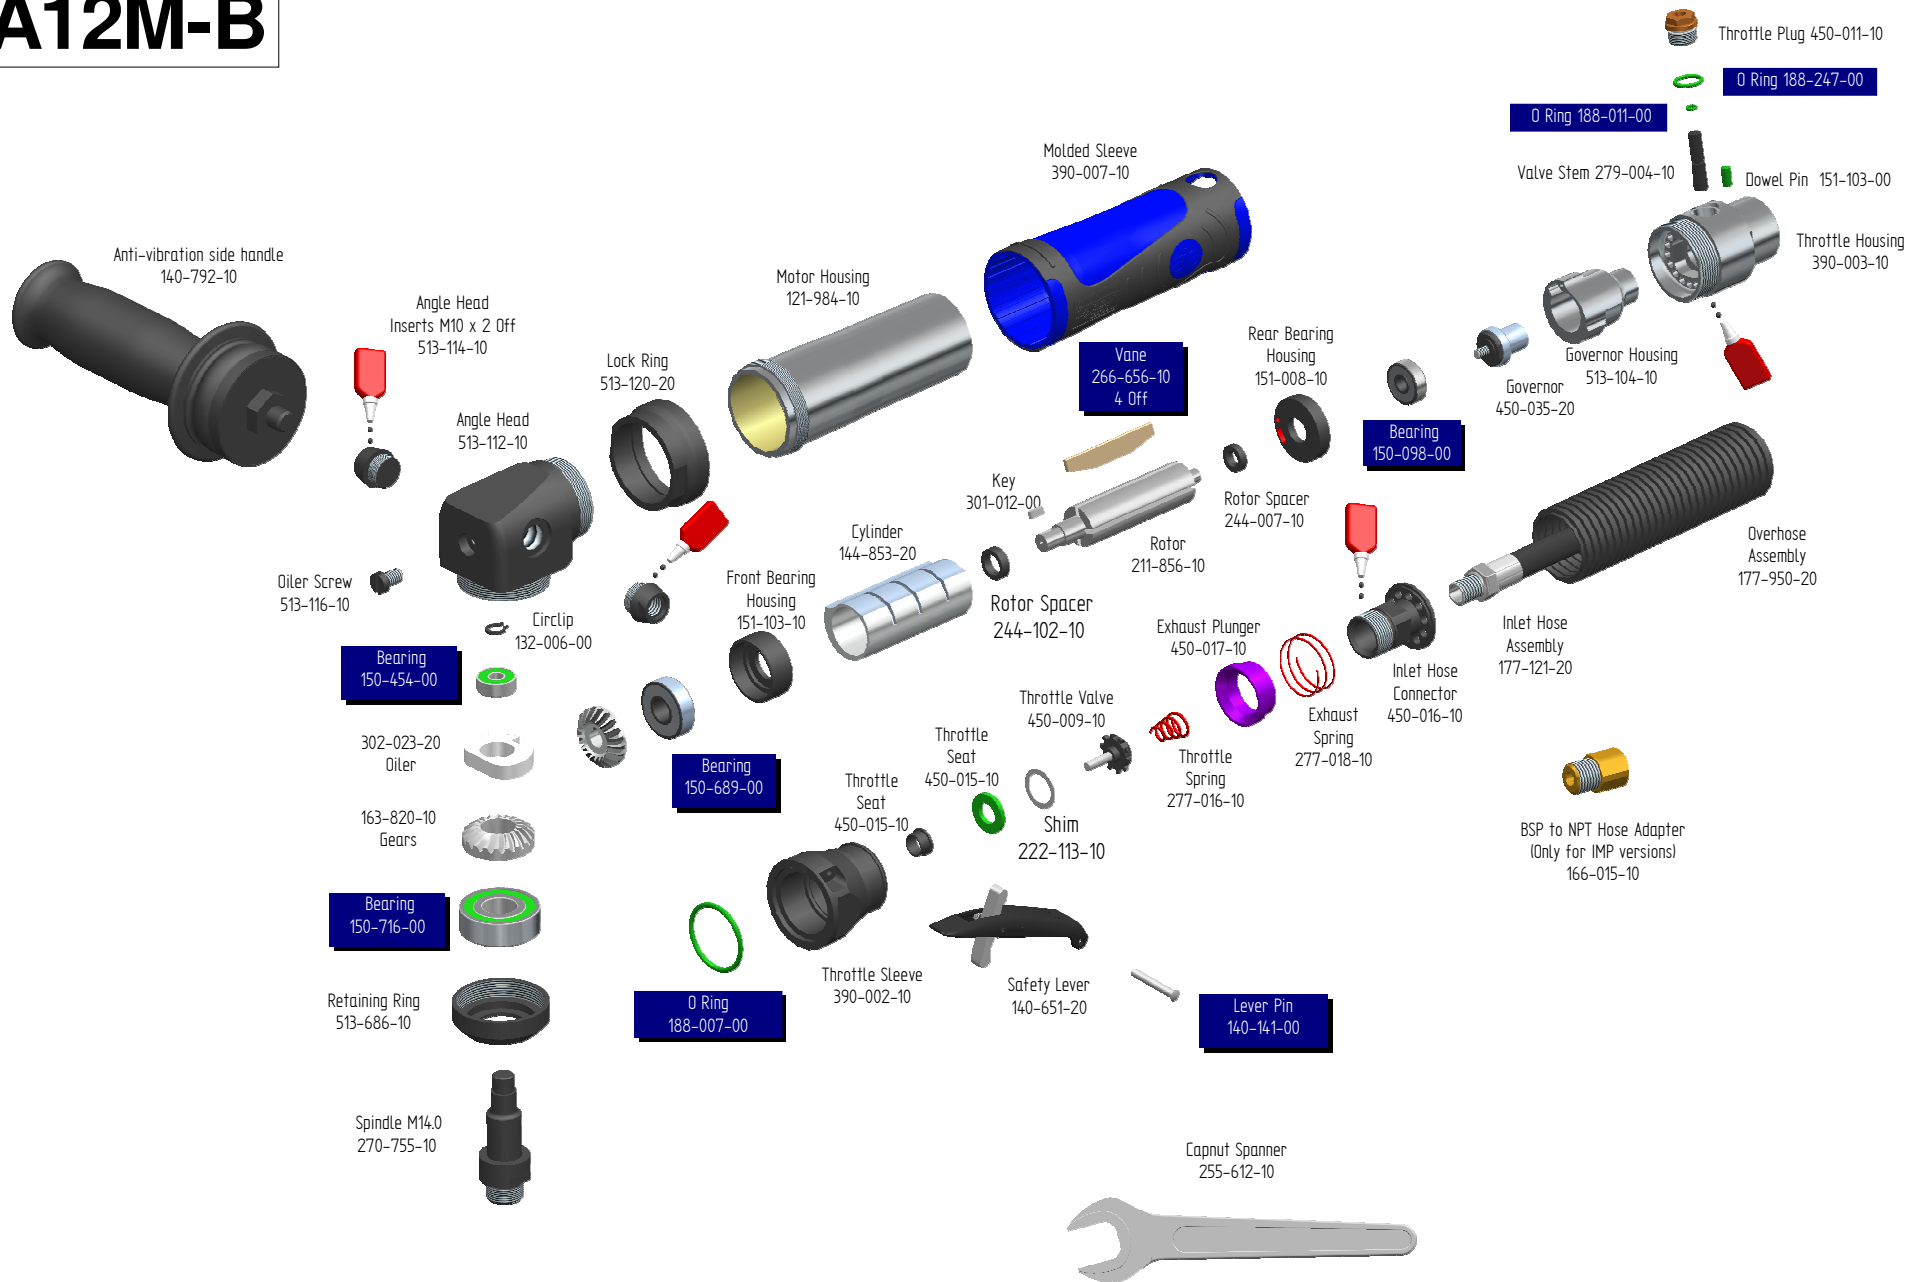 A12M-B
Throttle Plug 450-011-10
O Ring 188-247-00
O Ring 188-011-00
Valve Stem 279-004-10
Dowel Pin 151-103-00
Throttle Housing
390-003-10
Molded Sleeve
390-007-10
Anti-vibration side handle
140-792-10
Angle Head
Inserts M10 x 2 Off
513-114-10
Motor Housing
121-984-10
Lock Ring
513-120-20
Angle Head
513-112-10
Vane
266-656-10
4 Off
Rear Bearing
Housing
151-008-10
Governor Housing
513-104-10
Governor
450-035-20
Bearing
150-098-00
Key
301-012-00
Rotor Spacer
244-007-10
Rotor
211-856-10
Cylinder
144-853-20
Rotor Spacer
244-102-10
Overhose
Assembly
177-950-20
Oiler Screw
513-116-10
Front Bearing
Housing
151-103-10
Circlip
132-006-00
Exhaust Plunger
450-017-10
Inlet Hose
Assembly
177-121-20
Inlet Hose
Connector
450-016-10
Bearing
150-454-00
Exhaust
Spring
277-018-10
Throttle Valve
450-009-10
Throttle
Spring
277-016-10
302-023-20
Oiler
Bearing
150-689-00
Throttle
Seat
450-015-10
Throttle
Seat
450-015-10
Shim
222-113-10
163-820-10
Gears
BSP to NPT Hose Adapter
(Only for IMP versions)
166-015-10
Bearing
150-716-00
Retaining Ring
513-686-10
O Ring
188-007-00
Throttle Sleeve
390-002-10
Safety Lever
140-651-20
Lever Pin
140-141-00
Spindle M14.0
270-755-10
Capnut Spanner
255-612-10